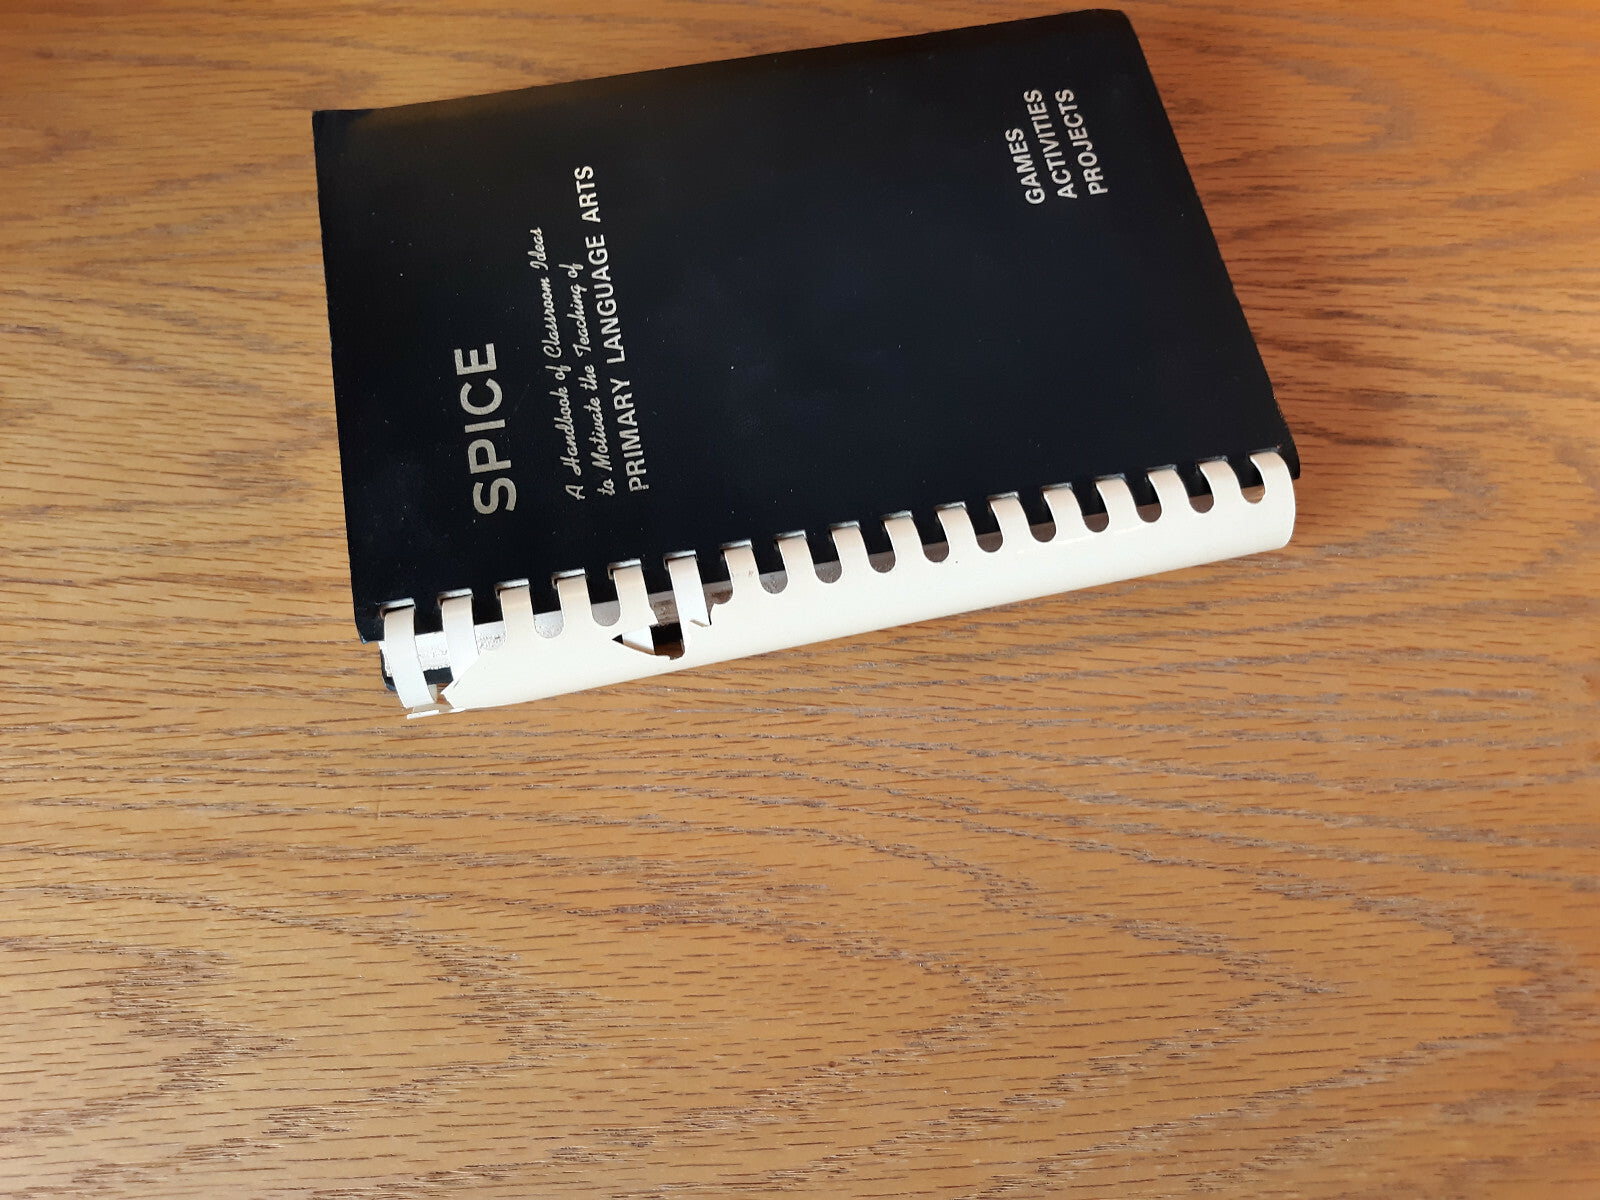 SPICE
A Handbook of Classroom Ideas
to Motivate the Teaching of
PRIMARY LANGUAGE ARTS
GAMES
ACTIVITIES
PROJECTS